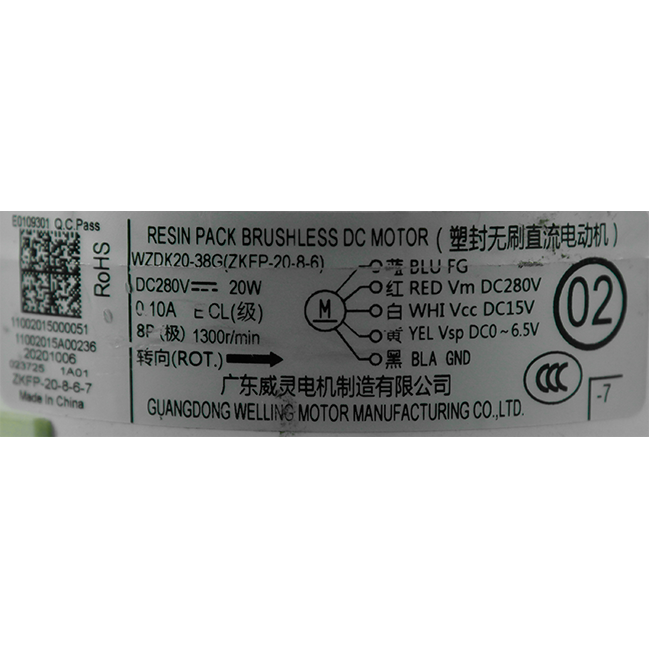 E0109301 Q.C.Pass
RoHS
11002015000051
11002015A00236
20201006
023725 1A01
ZKFP-20-8-6-7
Made in China
RESIN PACK BRUSHLESS DC MOTOR (塑封无刷直流电动机)
WZDK20-38G(ZKFP-20-8-6)
DC280V 20W
0.10A E CL(级)
8P(极) 1300r/min
转向(ROT.)
M
蓝 BLU FG
红 RED Vm DC280V
白 WHI Vcc DC15V
黄 YEL Vsp DC0~6.5V
黑 BLA GND
02
CCC
-7
广东威灵电机制造有限公司
GUANGDONG WELLING MOTOR MANUFACTURING CO.,LTD.